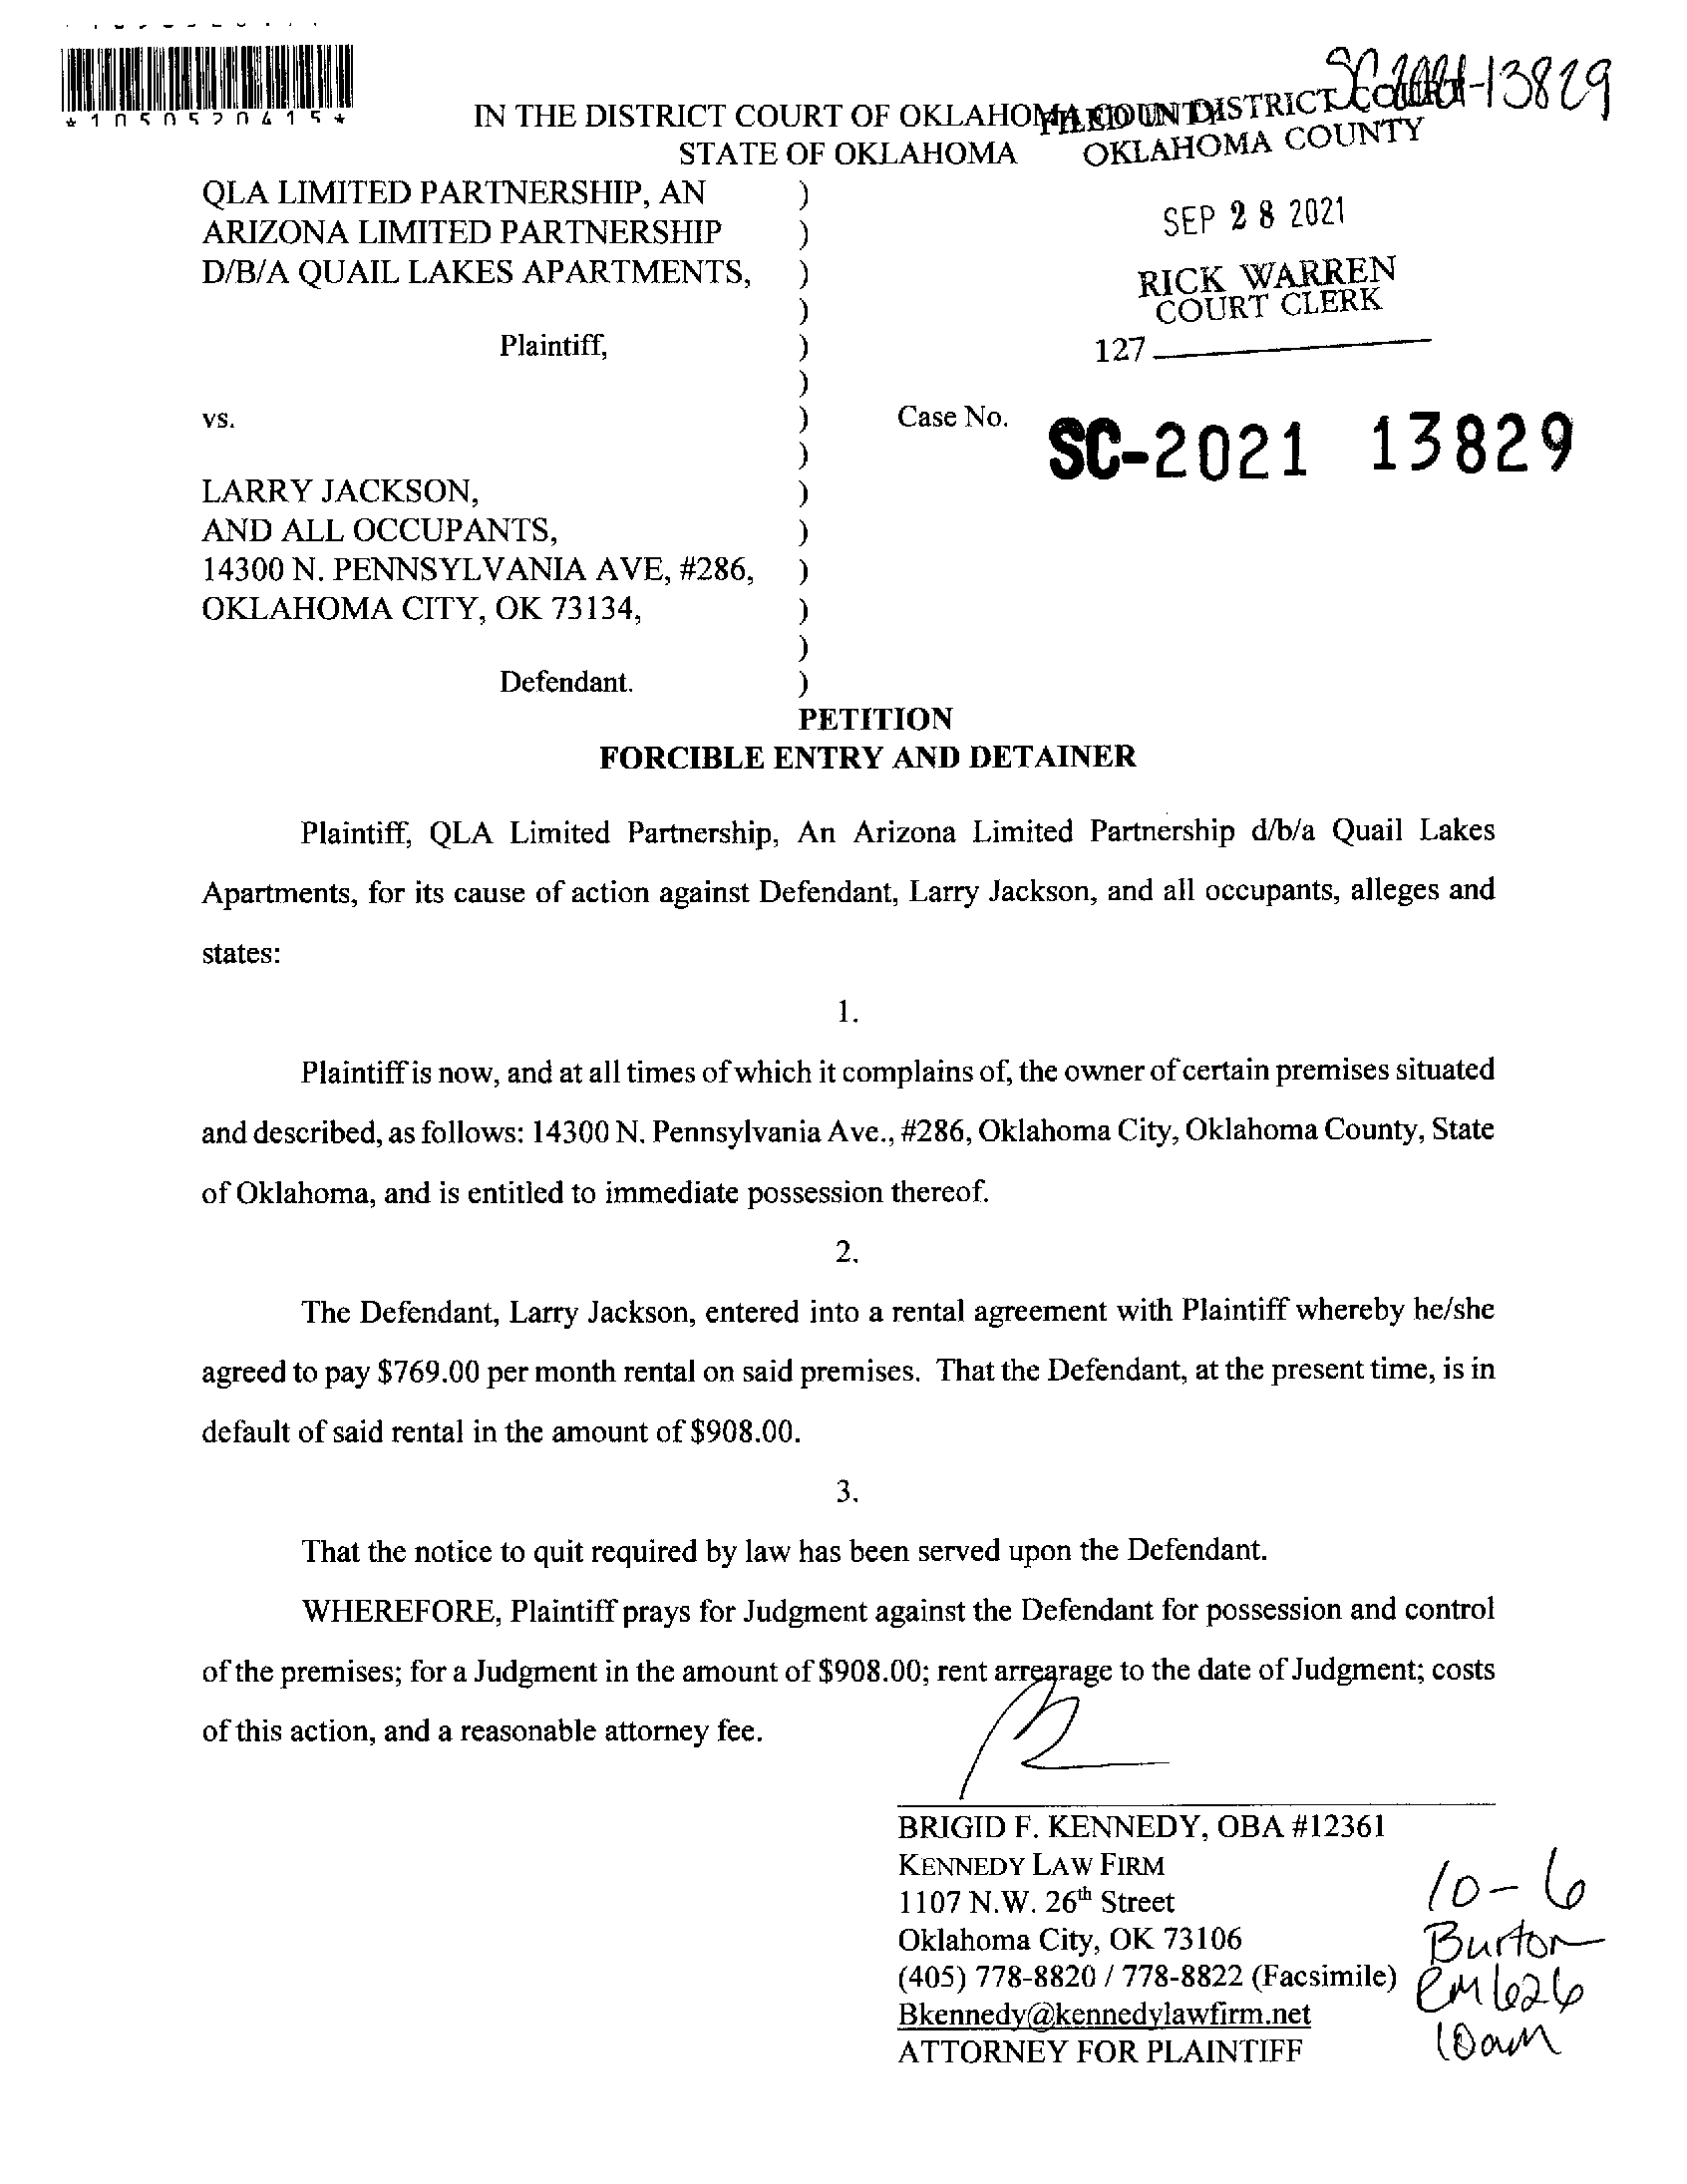 *1050520415*
SC-2021-13829
IN THE DISTRICT COURT OF OKLAHOMA COUNTY
STATE OF OKLAHOMA
FILED IN DISTRICT COURT
OKLAHOMA COUNTY
SEP 28 2021
RICK WARREN
COURT CLERK
127
QLA LIMITED PARTNERSHIP, AN )
ARIZONA LIMITED PARTNERSHIP )
D/B/A QUAIL LAKES APARTMENTS, )
)
Plaintiff, )
)
vs. ) Case No. SC-2021 13829
)
LARRY JACKSON, )
AND ALL OCCUPANTS, )
14300 N. PENNSYLVANIA AVE, #286, )
OKLAHOMA CITY, OK 73134, )
)
Defendant. )
PETITION
FORCIBLE ENTRY AND DETAINER
Plaintiff, QLA Limited Partnership, An Arizona Limited Partnership d/b/a Quail Lakes
Apartments, for its cause of action against Defendant, Larry Jackson, and all occupants, alleges and
states:
1.
Plaintiff is now, and at all times of which it complains of, the owner of certain premises situated
and described, as follows: 14300 N. Pennsylvania Ave., #286, Oklahoma City, Oklahoma County, State
of Oklahoma, and is entitled to immediate possession thereof.
2.
The Defendant, Larry Jackson, entered into a rental agreement with Plaintiff whereby he/she
agreed to pay $769.00 per month rental on said premises. That the Defendant, at the present time, is in
default of said rental in the amount of $908.00.
3.
That the notice to quit required by law has been served upon the Defendant.
WHEREFORE, Plaintiff prays for Judgment against the Defendant for possession and control
of the premises; for a Judgment in the amount of $908.00; rent arrearage to the date of Judgment; costs
of this action, and a reasonable attorney fee.
BRIGID F. KENNEDY, OBA #12361
KENNEDY LAW FIRM
1107 N.W. 26th Street
Oklahoma City, OK 73106
(405) 778-8820 / 778-8822 (Facsimile)
Bkennedy@kennedylawfirm.net
ATTORNEY FOR PLAINTIFF
10-6
Burton
RM 626
10am